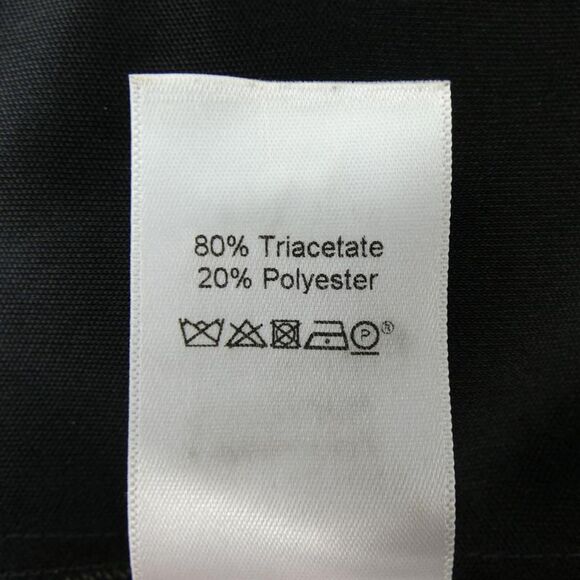 80% Triacetate
20% Polyester
P®